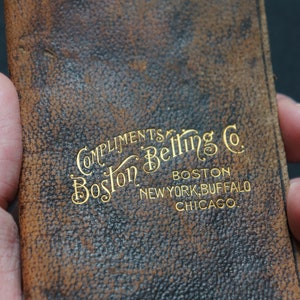 COMPLIMENTS
Boston Belting Co.
BOSTON
NEW YORK, BUFFALO
CHICAGO